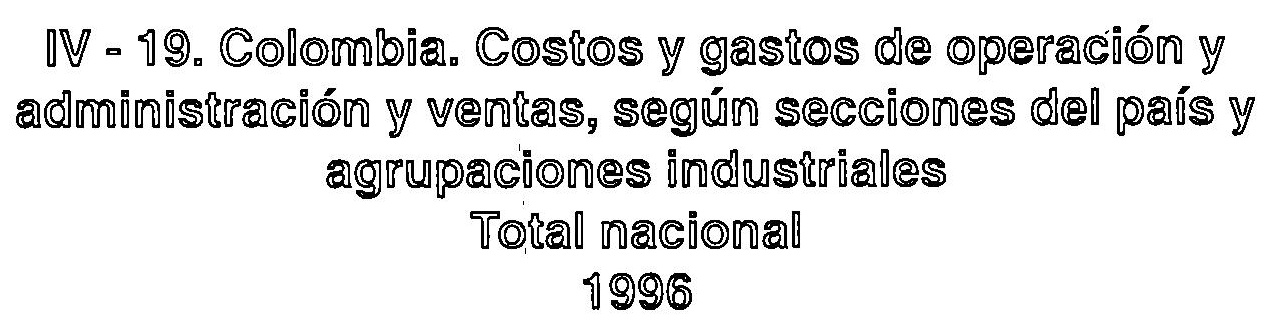 IV - 19. Colombia. Costos y gastos de operación y
administración y ventas, según secciones del país y
agrupaciones industriales
Total nacional
1996